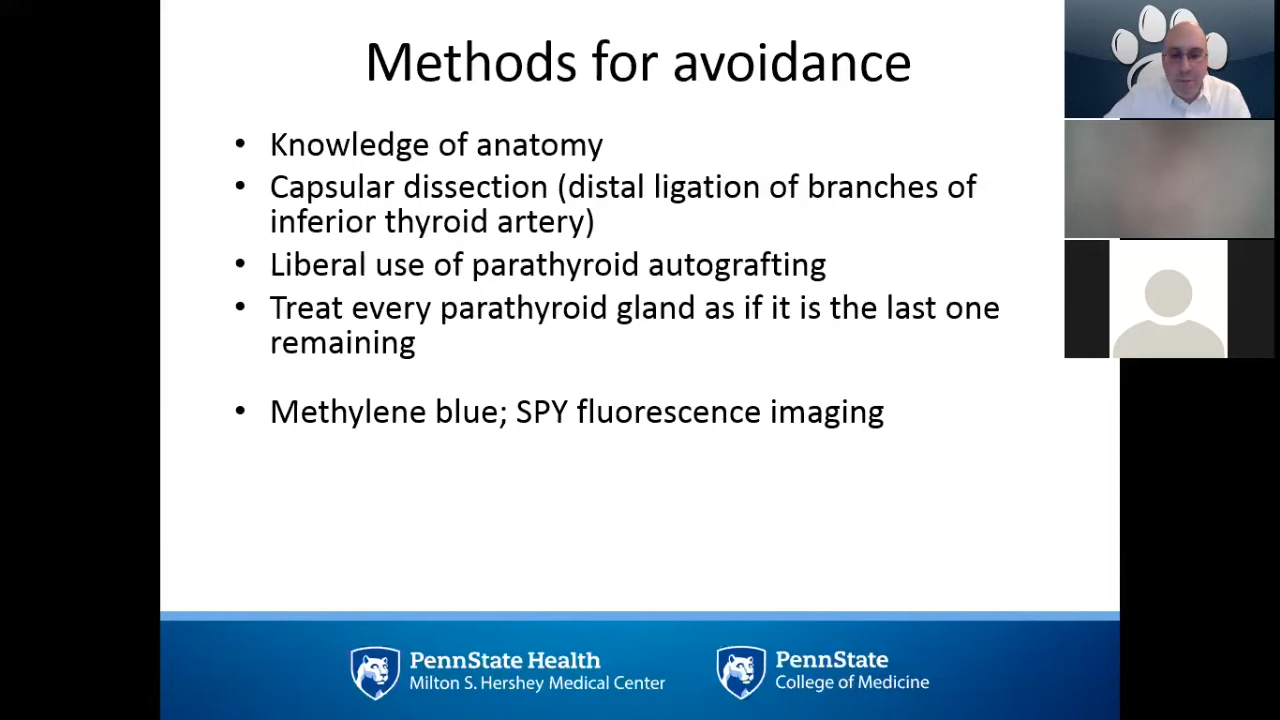 Methods for avoidance
• Knowledge of anatomy
• Capsular dissection (distal ligation of branches of
inferior thyroid artery)
• Liberal use of parathyroid autografting
• Treat every parathyroid gland as if it is the last one
remaining
• Methylene blue; SPY fluorescence imaging
PennState Health
Milton S. Hershey Medical Center
PennState
College of Medicine